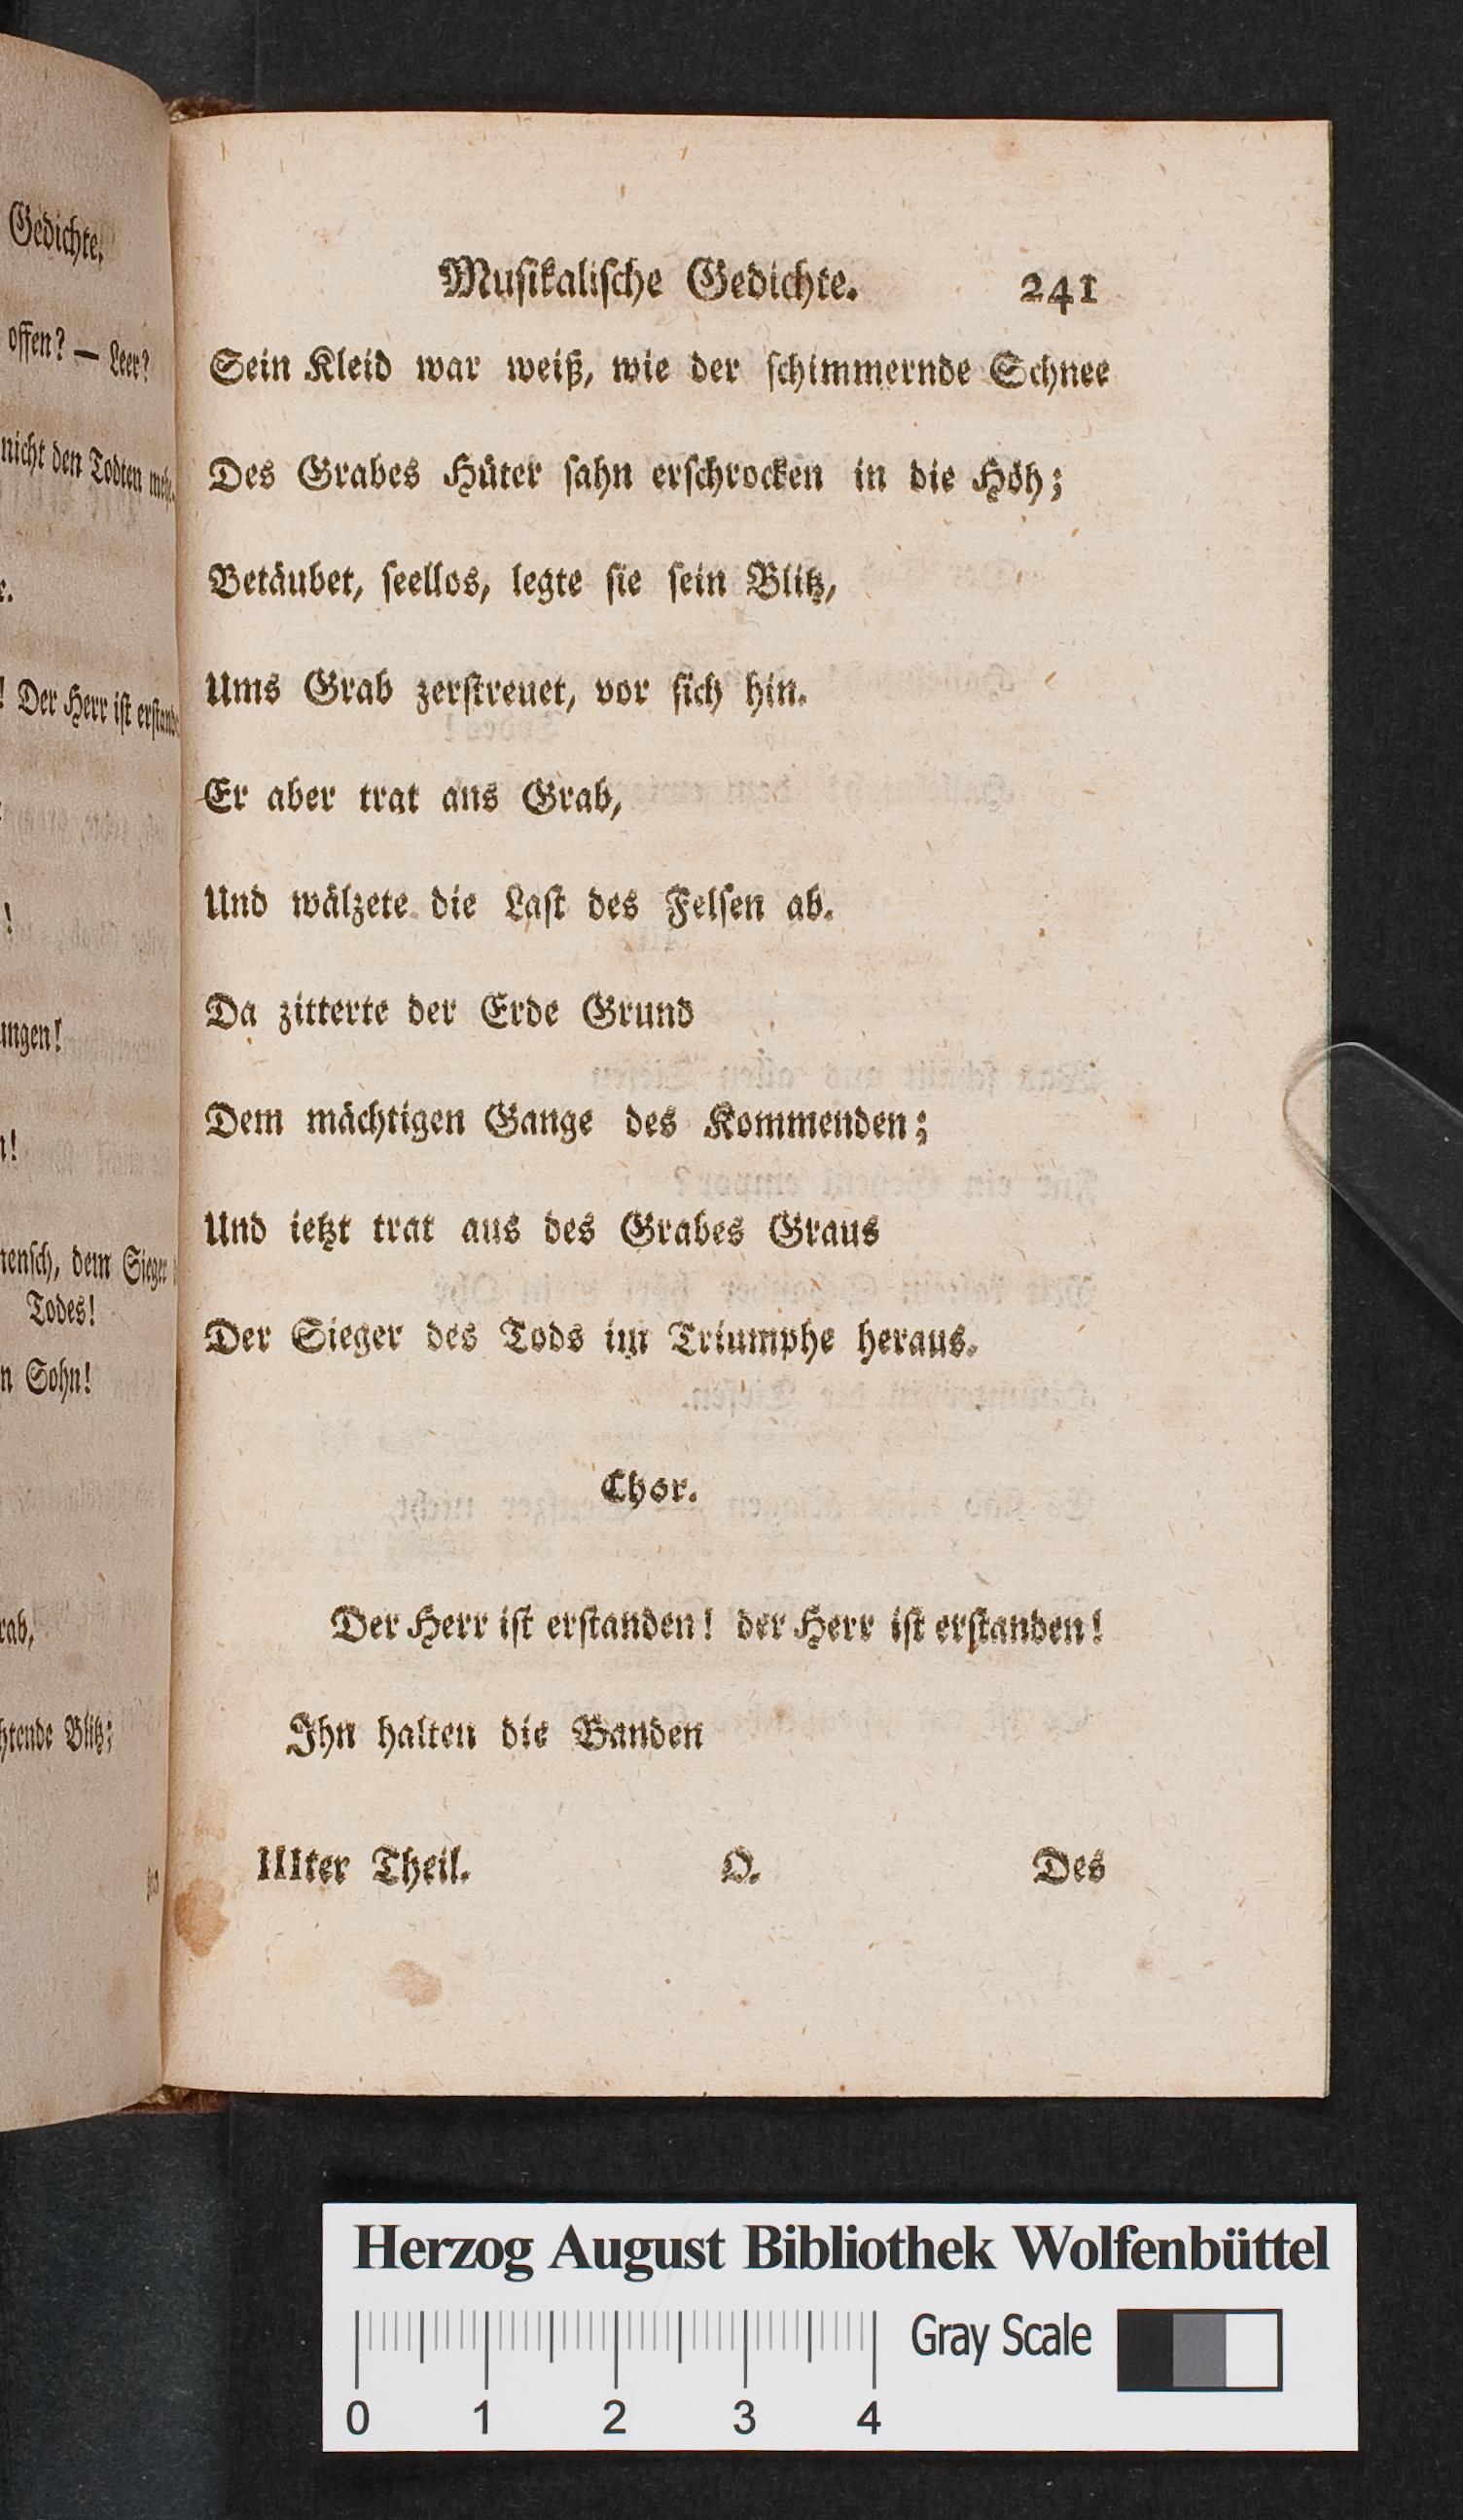 Gedichte.
offen? — Leer?
nicht den Todten mehr.
r.
! Der Herr ist erstand
!
ungen!
n!
mensch, dem Sieger
Todes!
n Sohn!
rab,
htende Blitz;
Musikalische Gedichte. 241
Sein Kleid war weiß, wie der schimmernde Schnee
Des Grabes Hüter sahn erschrocken in die Höh;
Betäubet, seellos, legte sie sein Blitz,
Ums Grab zerstreuet, vor sich hin.
Er aber trat ans Grab,
Und wälzete die Last des Felsen ab.
Da zitterte der Erde Grund
Dem mächtigen Gange des Kommenden;
Und ietzt trat aus des Grabes Graus
Der Sieger des Tods im Triumphe heraus.
Chor.
Der Herr ist erstanden! der Herr ist erstanden!
Ihn halten die Banden
IIIter Theil. Q. Des
Herzog August Bibliothek Wolfenbüttel
Gray Scale
0 1 2 3 4